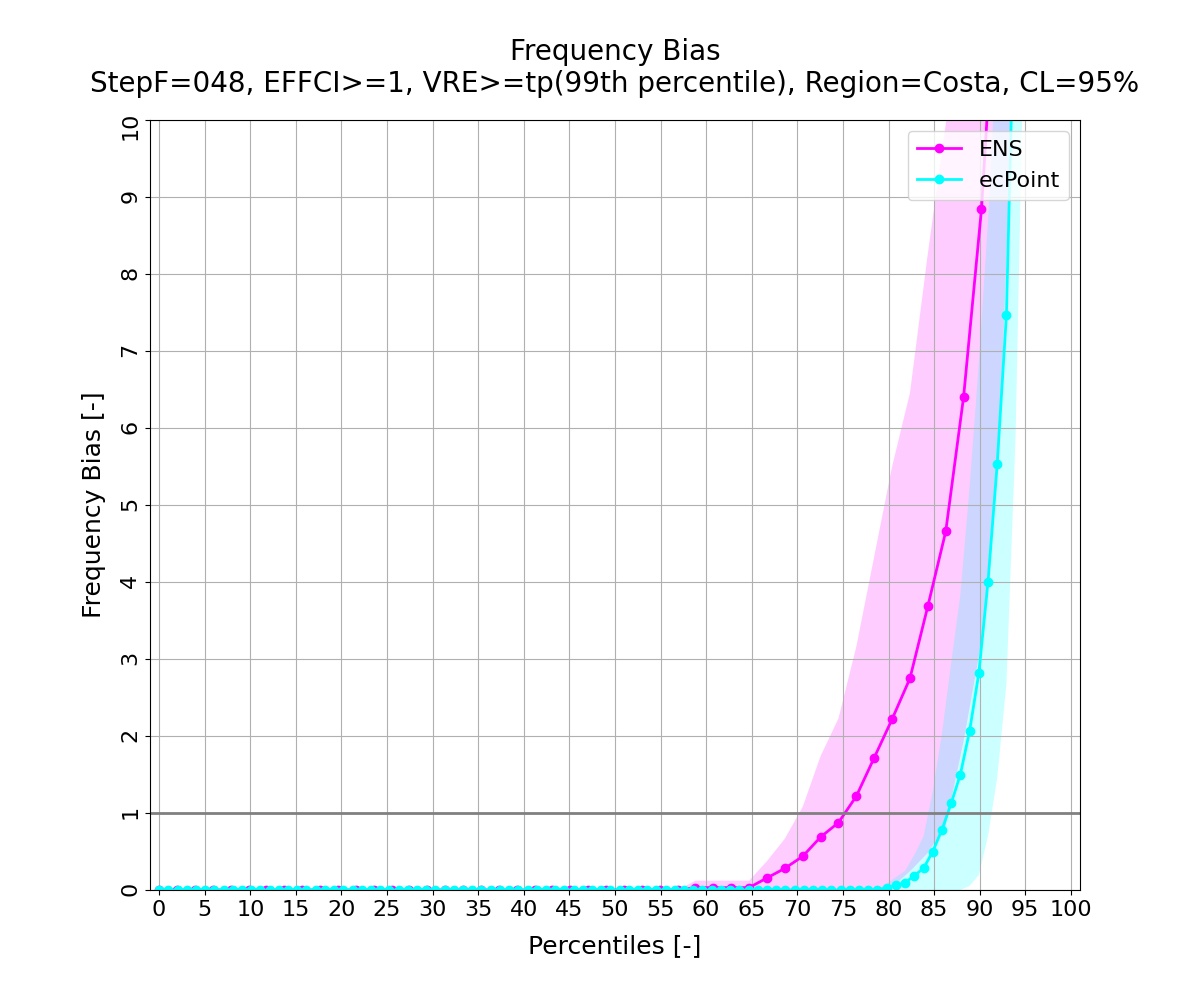 Frequency Bias
StepF=048, EFFCI>=1, VRE>=tp(99th percentile), Region=Costa, CL=95%
10
9
8
7
6
5
4
3
2
1
0
Frequency Bias [-]
ENS
ecPoint
0 5 10 15 20 25 30 35 40 45 50 55 60 65 70 75 80 85 90 95 100
Percentiles [-]